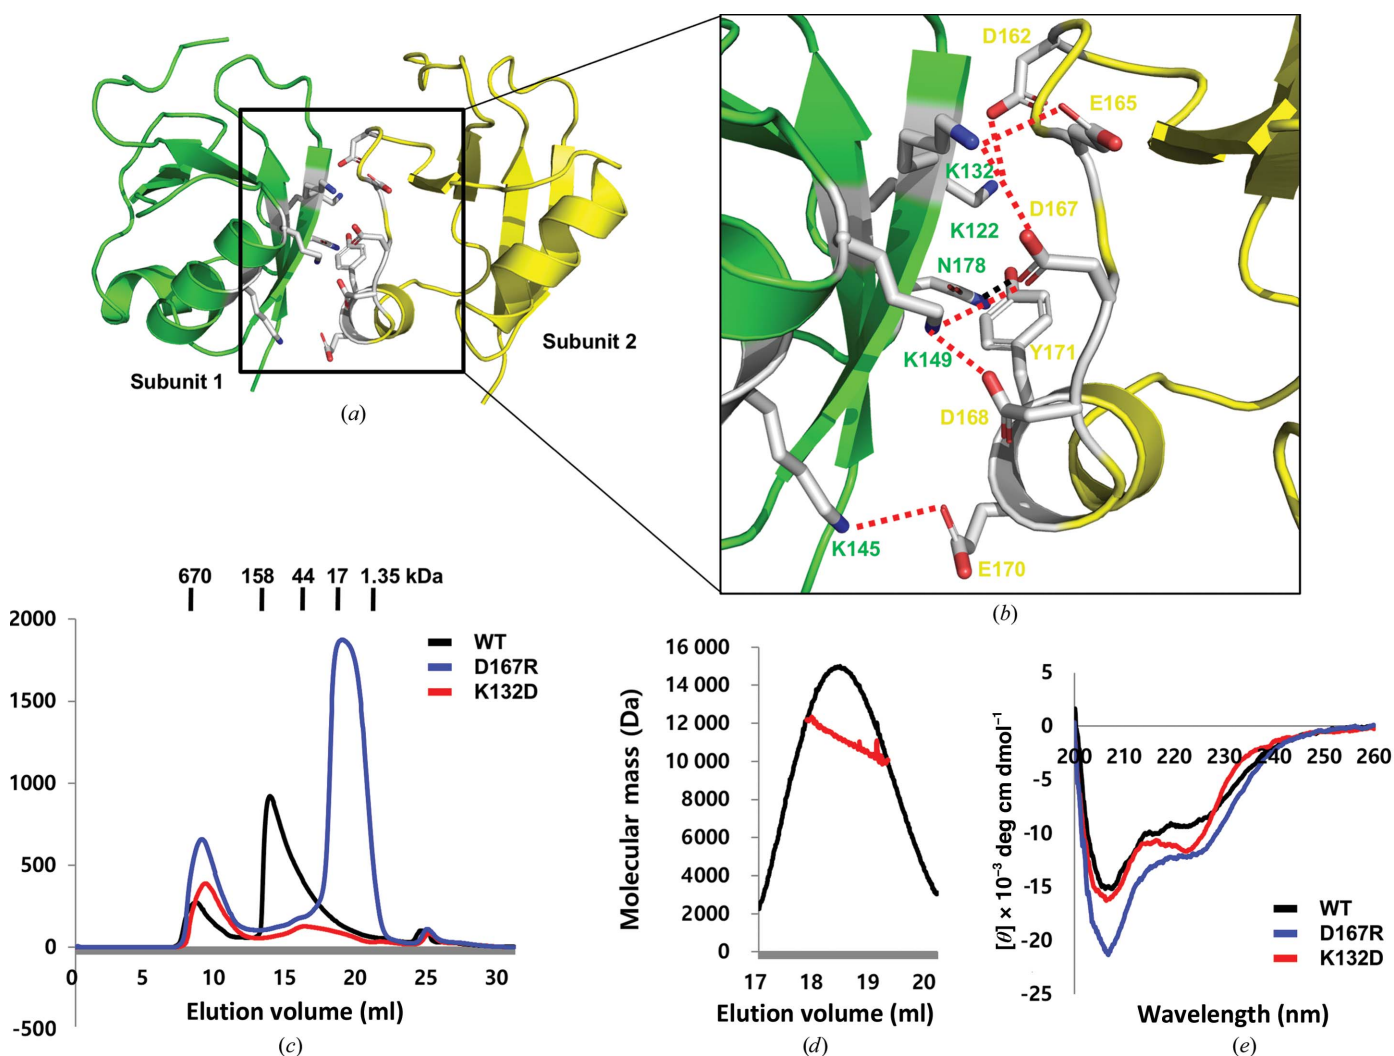 Subunit 1
Subunit 2
(a)
D162
E165
K132
D167
K122
N178
K149
Y171
D168
K145
E170
(b)
670 158 44 17 1.35 kDa
2000
1500
1000
500
0
-500
WT
D167R
K132D
0 5 10 15 20 25 30
Elution volume (ml)
(c)
Molecular mass (Da)
16 000
14 000
12 000
10 000
8000
6000
4000
2000
0
17 18 19 20
Elution volume (ml)
(d)
[θ] × 10⁻³ deg cm dmol⁻¹
5
0
-5
-10
-15
-20
-25
200 210 220 230 240 250 260
WT
D167R
K132D
Wavelength (nm)
(e)